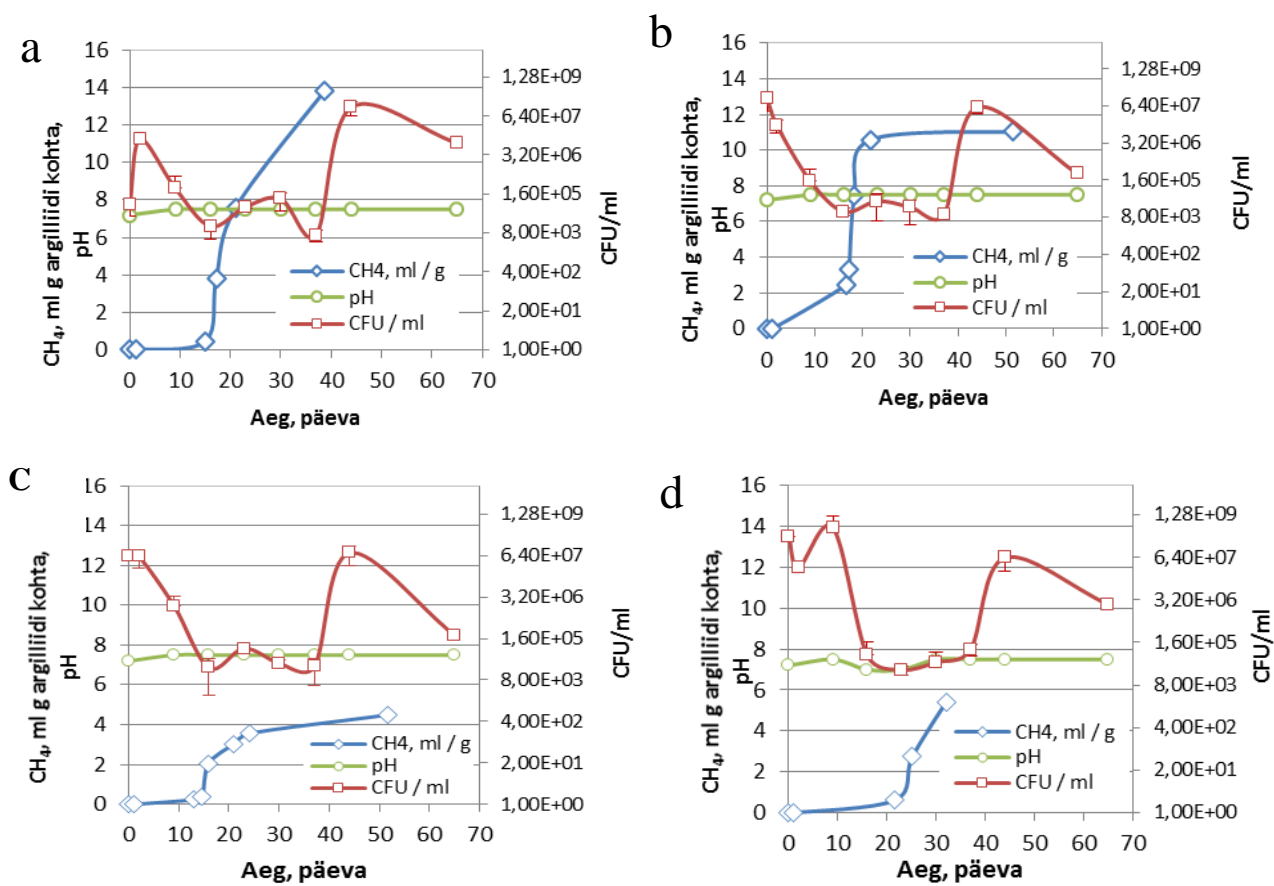 a
16
14
12
10
8
6
4
2
0
CH₄, ml g argilliidi kohta,
pH
1,28E+09
6,40E+07
3,20E+06
1,60E+05
8,00E+03
4,00E+02
2,00E+01
1,00E+00
CFU/ml
CH4, ml / g
pH
CFU / ml
0 10 20 30 40 50 60 70
Aeg, päeva
b
16
14
12
10
8
6
4
2
0
CH₄, ml g argilliidi kohta,
pH
1,28E+09
6,40E+07
3,20E+06
1,60E+05
8,00E+03
4,00E+02
2,00E+01
1,00E+00
CFU/ml
CH4, ml / g
pH
CFU / ml
0 10 20 30 40 50 60 70
Aeg, päeva
c
16
14
12
10
8
6
4
2
0
CH₄, ml g argilliidi kohta,
pH
1,28E+09
6,40E+07
3,20E+06
1,60E+05
8,00E+03
4,00E+02
2,00E+01
1,00E+00
CFU/ml
CH4, ml / g
pH
CFU / ml
0 10 20 30 40 50 60 70
Aeg, päeva
d
16
14
12
10
8
6
4
2
0
CH₄, ml g argilliidi kohta,
pH
1,28E+09
6,40E+07
3,20E+06
1,60E+05
8,00E+03
4,00E+02
2,00E+01
1,00E+00
CFU/ml
CH4, ml / g
pH
CFU / ml
0 10 20 30 40 50 60 70
Aeg, päeva